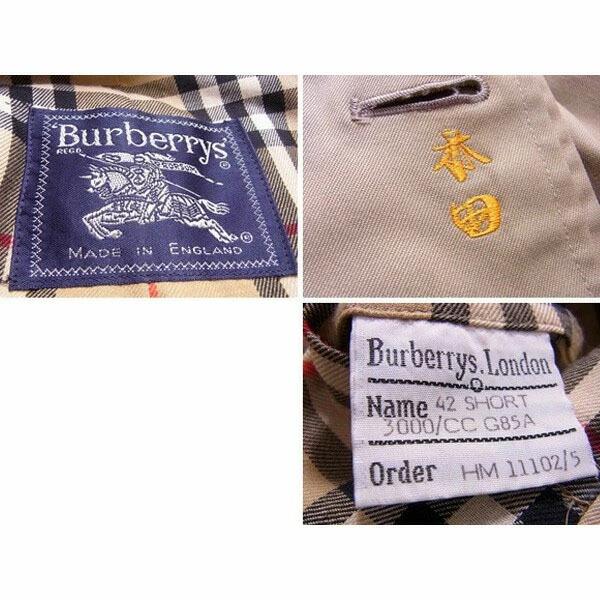 Burberrys®
REGD
PRORSUM
©
MADE IN ENGLAND
本
田
Burberrys. London
Name 42 SHORT
3000/CC G85A
Order HM 11102/5